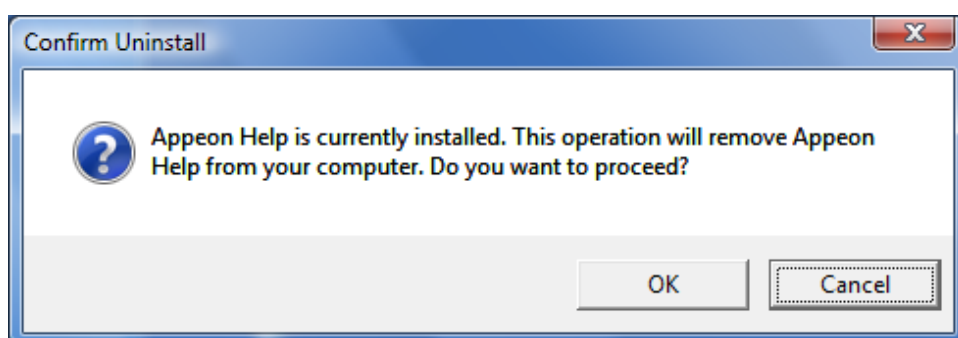 Confirm Uninstall
Appeon Help is currently installed. This operation will remove Appeon
Help from your computer. Do you want to proceed?
OK
Cancel